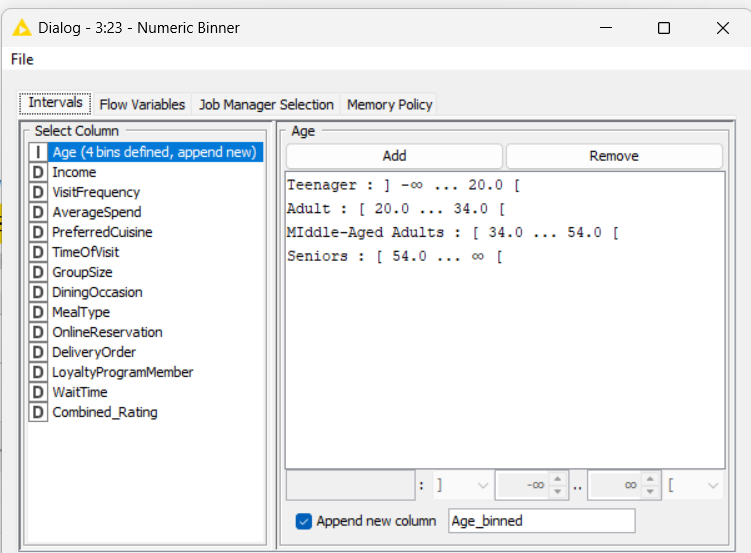 Dialog - 3:23 - Numeric Binner
File
Intervals Flow Variables Job Manager Selection Memory Policy
Select Column
I Age (4 bins defined, append new)
D Income
D VisitFrequency
D AverageSpend
D PreferredCuisine
D TimeOfVisit
D GroupSize
D DiningOccasion
D MealType
D OnlineReservation
D DeliveryOrder
D LoyaltyProgramMember
D WaitTime
D Combined_Rating
Age
Add Remove
Teenager : ] -∞ ... 20.0 [
Adult : [ 20.0 ... 34.0 [
MIddle-Aged Adults : [ 34.0 ... 54.0 [
Seniors : [ 54.0 ... ∞ [
: ] -∞ .. ∞ [
Append new column Age_binned